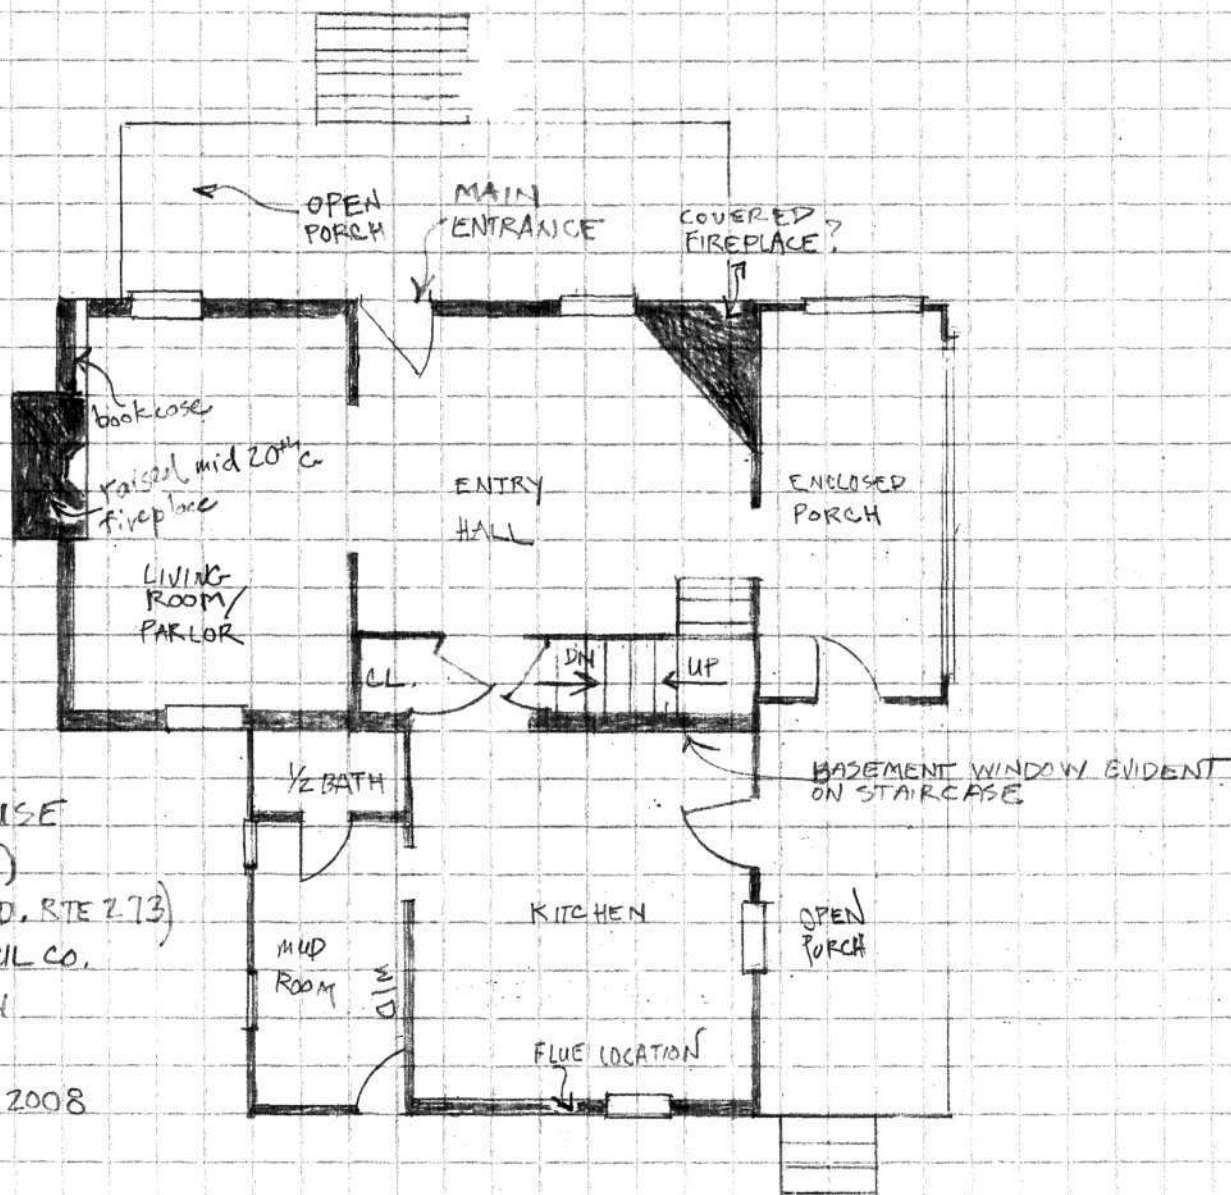 OPEN
PORCH
MAIN
ENTRANCE
COVERED
FIREPLACE?
bookcase
raised mid 20th c.
fireplace
ENTRY
HALL
ENCLOSED
PORCH
LIVING
ROOM/
PARLOR
CL.
DN
UP
1/2 BATH
BASEMENT WINDOW EVIDENT
ON STAIRCASE
USE
)
D. RTE 273)
CIL CO.
KITCHEN
OPEN
PORCH
MUD
ROOM
W/D
FLUE LOCATION
2008